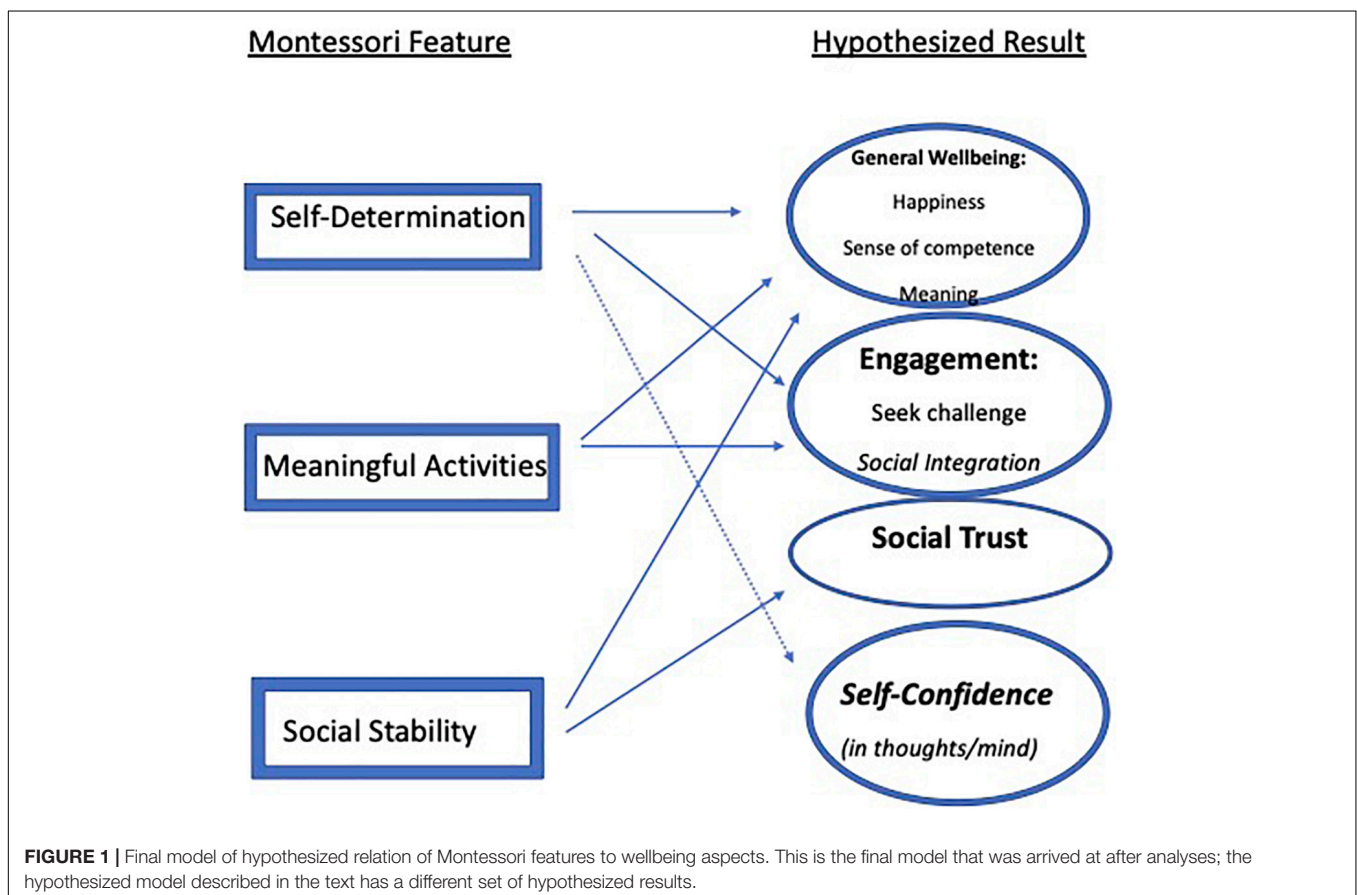 Montessori Feature
Hypothesized Result
Self-Determination
Meaningful Activities
Social Stability
General Wellbeing:
Happiness
Sense of competence
Meaning
Engagement:
Seek challenge
Social Integration
Social Trust
Self-Confidence
(in thoughts/mind)
FIGURE 1 | Final model of hypothesized relation of Montessori features to wellbeing aspects. This is the final model that was arrived at after analyses; the
hypothesized model described in the text has a different set of hypothesized results.